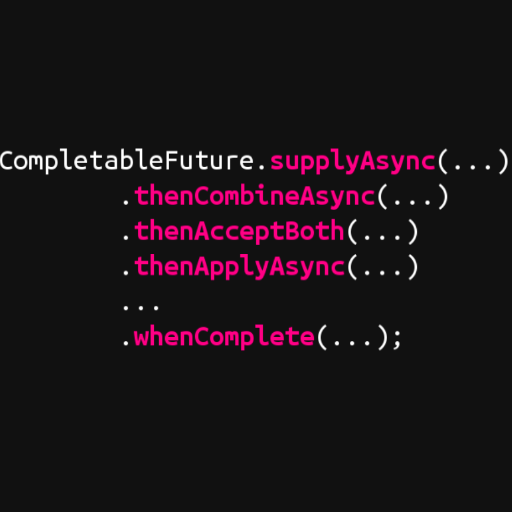 CompletableFuture.supplyAsync(...)
.thenCombineAsync(...)
.thenAcceptBoth(...)
.thenApplyAsync(...)
...
.whenComplete(...);